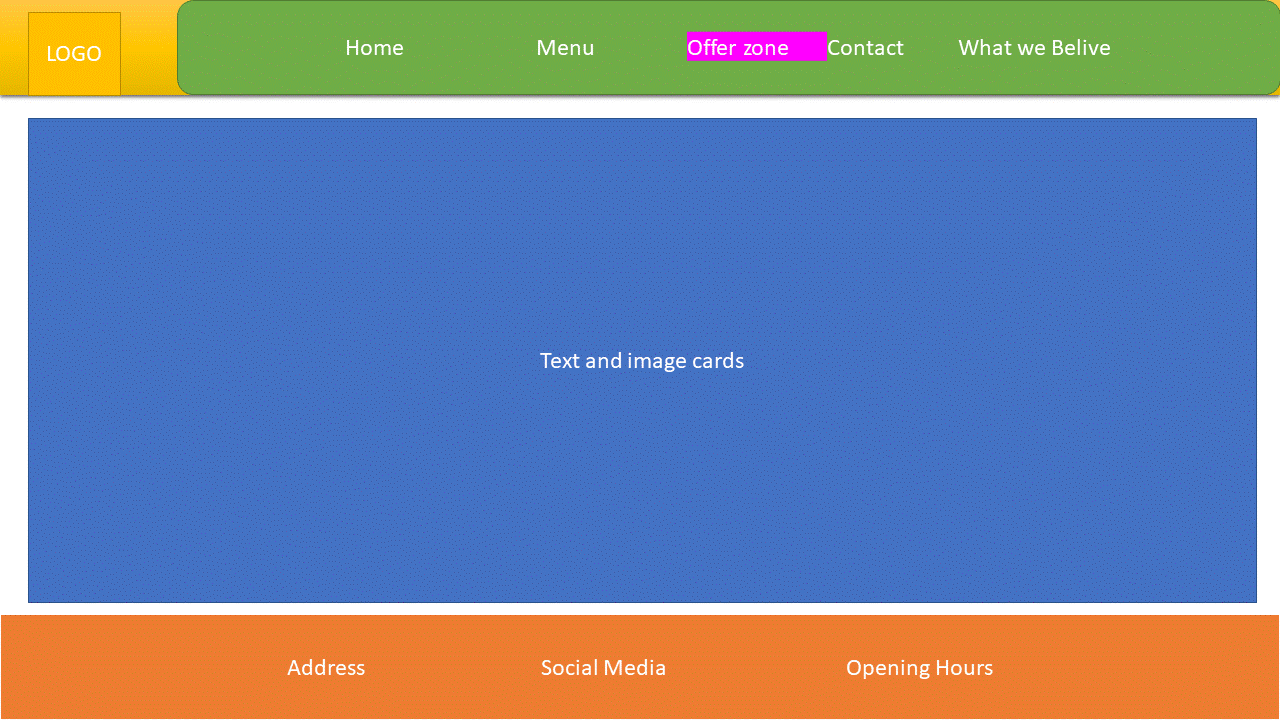 LOGO
Home Menu Offer zone Contact What we Belive
Text and image cards
Address Social Media Opening Hours